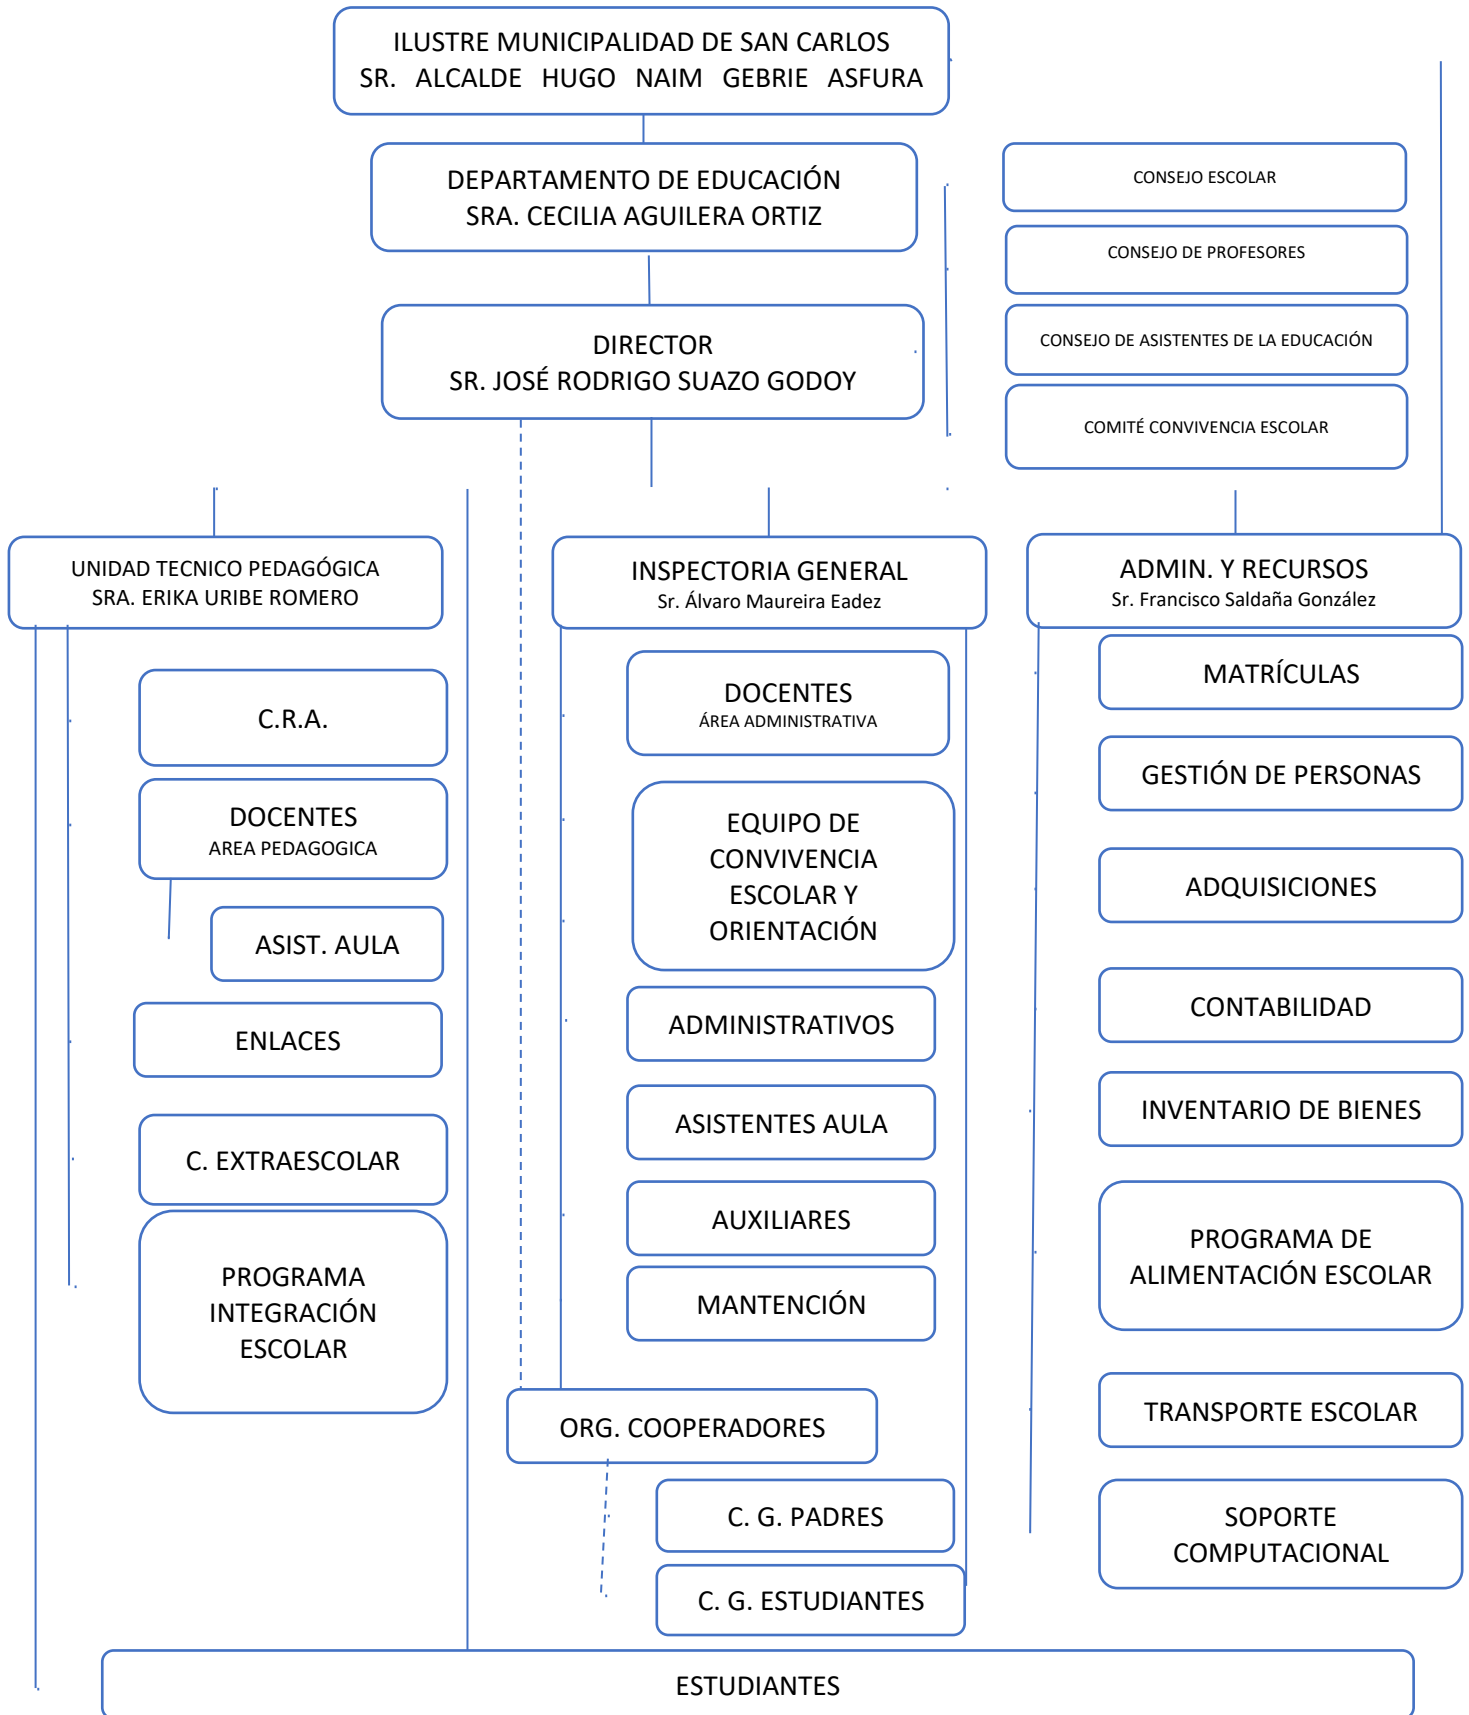 ILUSTRE MUNICIPALIDAD DE SAN CARLOS
SR. ALCALDE HUGO NAIM GEBRIE ASFURA
DEPARTAMENTO DE EDUCACIÓN
SRA. CECILIA AGUILERA ORTIZ
CONSEJO ESCOLAR
CONSEJO DE PROFESORES
DIRECTOR
SR. JOSÉ RODRIGO SUAZO GODOY
CONSEJO DE ASISTENTES DE LA EDUCACIÓN
COMITÉ CONVIVENCIA ESCOLAR
UNIDAD TECNICO PEDAGÓGICA
SRA. ERIKA URIBE ROMERO
C.R.A.
DOCENTES
AREA PEDAGOGICA
ASIST. AULA
ENLACES
C. EXTRAESCOLAR
PROGRAMA
INTEGRACIÓN
ESCOLAR
INSPECTORIA GENERAL
Sr. Álvaro Maureira Eadez
DOCENTES
ÁREA ADMINISTRATIVA
EQUIPO DE
CONVIVENCIA
ESCOLAR Y
ORIENTACIÓN
ADMINISTRATIVOS
ASISTENTES AULA
AUXILIARES
MANTENCIÓN
ORG. COOPERADORES
C. G. PADRES
C. G. ESTUDIANTES
ADMIN. Y RECURSOS
Sr. Francisco Saldaña González
MATRÍCULAS
GESTIÓN DE PERSONAS
ADQUISICIONES
CONTABILIDAD
INVENTARIO DE BIENES
PROGRAMA DE
ALIMENTACIÓN ESCOLAR
TRANSPORTE ESCOLAR
SOPORTE
COMPUTACIONAL
ESTUDIANTES